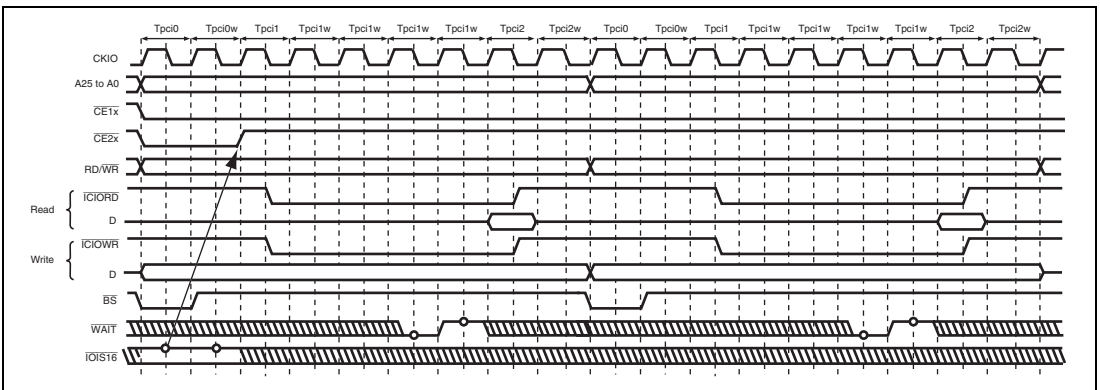 Tpci0 Tpci0w Tpci1 Tpci1w Tpci1w Tpci1w Tpci1w Tpci2 Tpci2w Tpci0 Tpci0w Tpci1 Tpci1w Tpci1w Tpci1w Tpci1w Tpci2 Tpci2w
CKIO
A25 to A0
CE1x
CE2x
RD/WR
ICIORD
Read
D
ICIOWR
Write
D
BS
WAIT
IOIS16